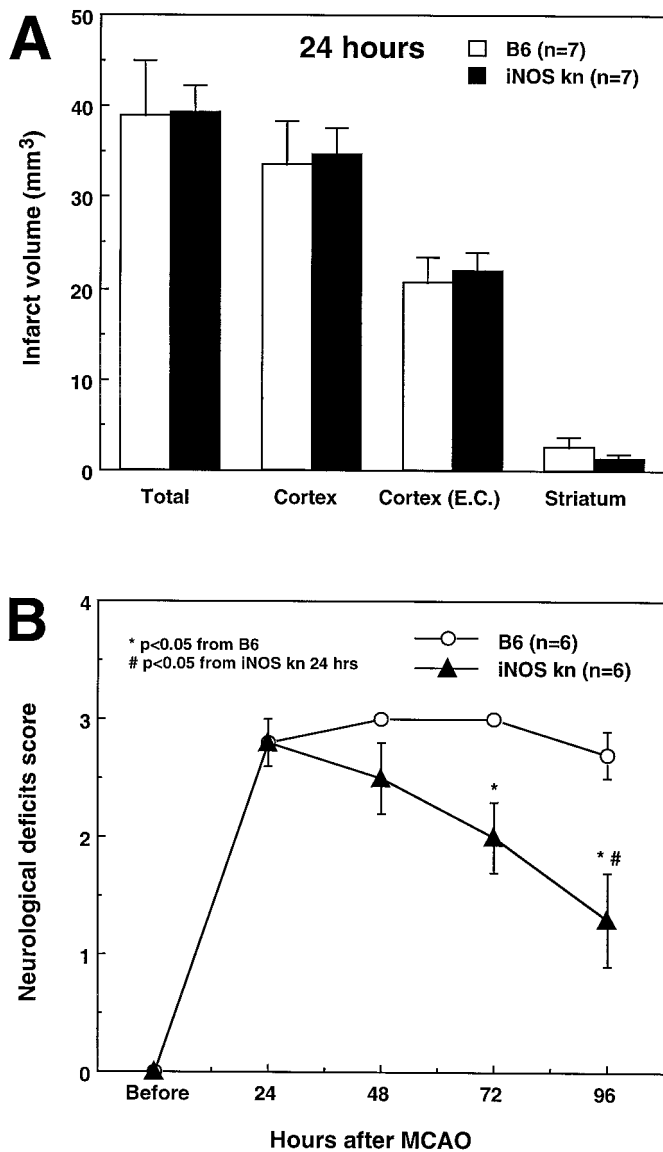 A
24 hours
B6 (n=7)
iNOS kn (n=7)
Infarct volume (mm³)
50
40
30
20
10
0
Total Cortex Cortex (E.C.) Striatum
B
* p<0.05 from B6
# p<0.05 from iNOS kn 24 hrs
B6 (n=6)
iNOS kn (n=6)
Neurological deficits score
4
3
2
1
0
*
* #
Before 24 48 72 96
Hours after MCAO